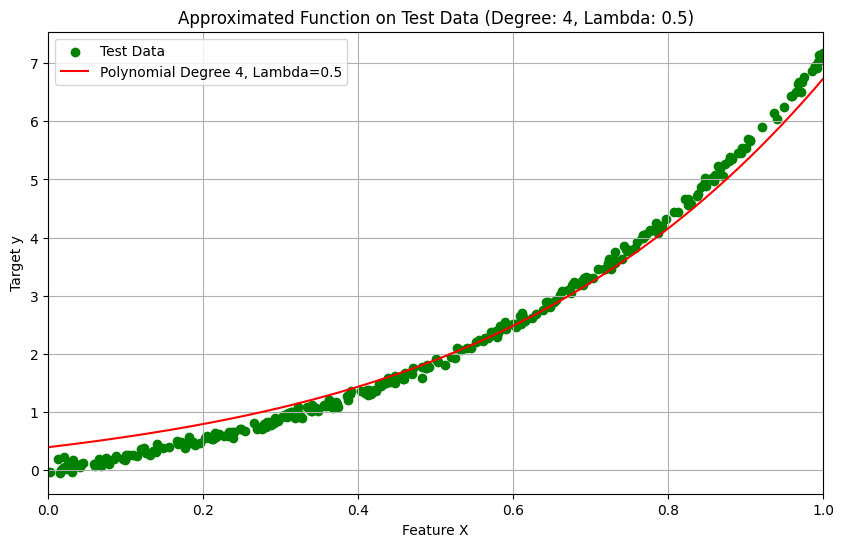 Approximated Function on Test Data (Degree: 4, Lambda: 0.5)
Test Data
Polynomial Degree 4, Lambda=0.5
7
6
5
4
3
2
1
0
Target y
0.0 0.2 0.4 0.6 0.8 1.0
Feature X